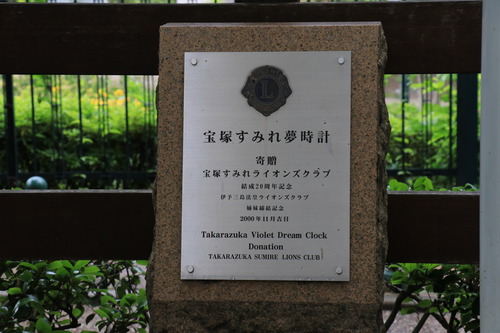 L
宝塚すみれ夢時計
寄贈
宝塚すみれライオンズクラブ
結成20周年記念
伊予三島法皇ライオンズクラブ
姉妹締結記念
2000年11月吉日
Takarazuka Violet Dream Clock
Donation
TAKARAZUKA SUMIRE LIONS CLUB